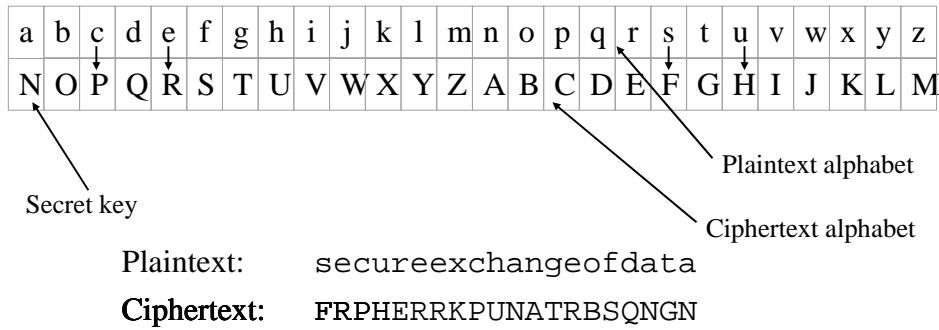 a b c d e f g h i j k l m n o p q r s t u v w x y z
N O P Q R S T U V W X Y Z A B C D E F G H I J K L M
Plaintext alphabet
Secret key
Ciphertext alphabet
Plaintext: secureexchangeofdata
Ciphertext: FRPHERRKPUNATRBSQNGN